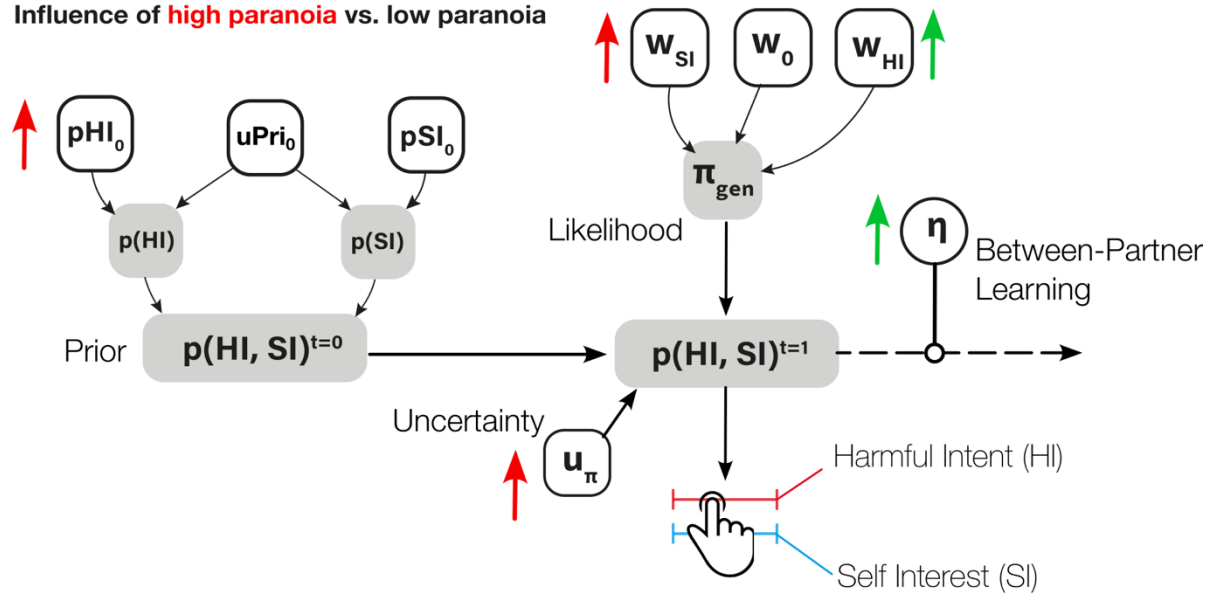 Influence of high paranoia vs. low paranoia
w_SI
w_0
w_HI
pHI_0
uPri_0
pSI_0
π_gen
p(HI)
p(SI)
Likelihood
η
Between-Partner
Learning
Prior
p(HI, SI)^t=0
p(HI, SI)^t=1
Uncertainty
u_π
Harmful Intent (HI)
Self Interest (SI)